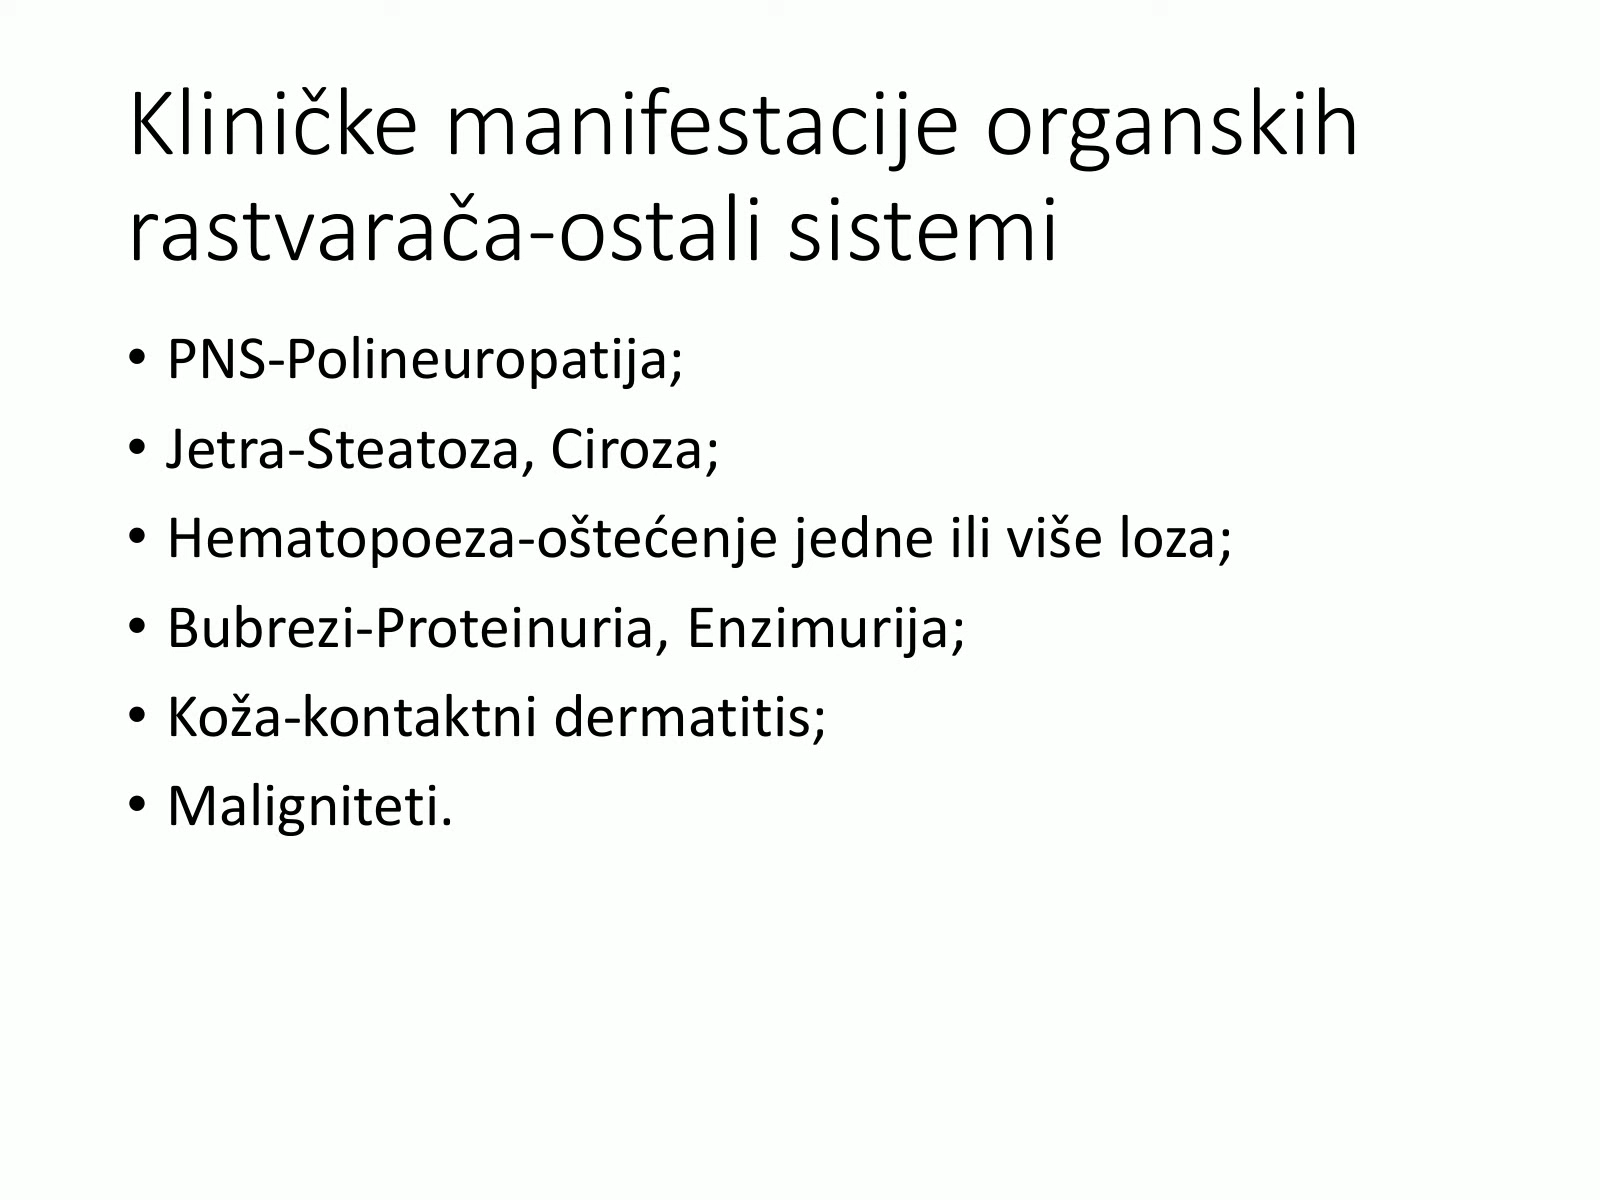 Kliničke manifestacije organskih
rastvarača-ostali sistemi
• PNS-Polineuropatija;
• Jetra-Steatoza, Ciroza;
• Hematopoeza-oštećenje jedne ili više loza;
• Bubrezi-Proteinuria, Enzimurija;
• Koža-kontaktni dermatitis;
• Maligniteti.